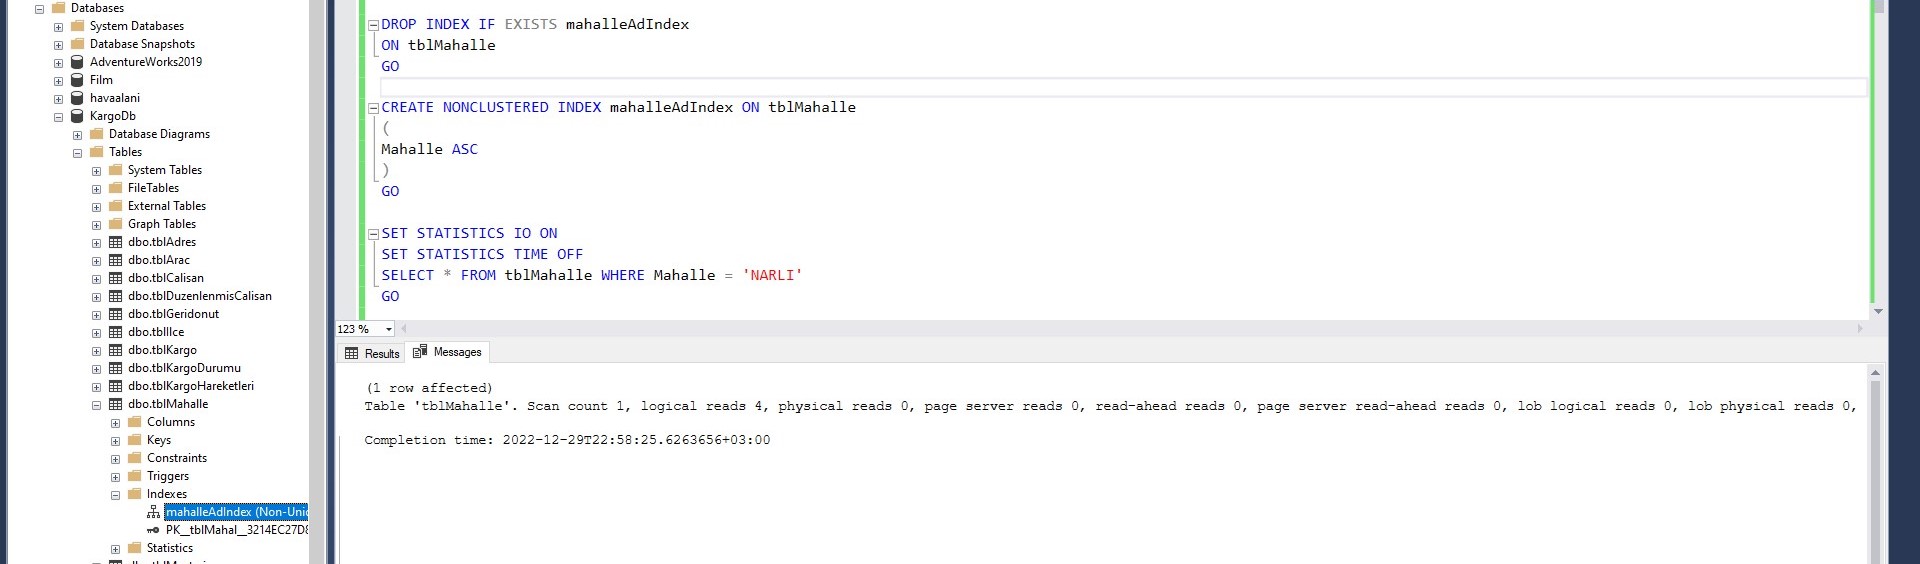 Databases
System Databases
Database Snapshots
AdventureWorks2019
Film
havaalani
KargoDb
Database Diagrams
Tables
System Tables
FileTables
External Tables
Graph Tables
dbo.tblAdres
dbo.tblArac
dbo.tblCalisan
dbo.tblDuzenlenmisCalisan
dbo.tblGeridonut
dbo.tblIlce
dbo.tblKargo
dbo.tblKargoDurumu
dbo.tblKargoHareketleri
dbo.tblMahalle
Columns
Keys
Constraints
Triggers
Indexes
mahalleAdIndex (Non-Uni
PK__tblMahal__3214EC27D
Statistics
DROP INDEX IF EXISTS mahalleAdIndex
ON tblMahalle
GO
CREATE NONCLUSTERED INDEX mahalleAdIndex ON tblMahalle
(
Mahalle ASC
)
GO
SET STATISTICS IO ON
SET STATISTICS TIME OFF
SELECT * FROM tblMahalle WHERE Mahalle = 'NARLI'
GO
123 %
Results Messages
(1 row affected)
Table 'tblMahalle'. Scan count 1, logical reads 4, physical reads 0, page server reads 0, read-ahead reads 0, page server read-ahead reads 0, lob logical reads 0, lob physical reads 0,
Completion time: 2022-12-29T22:58:25.6263656+03:00